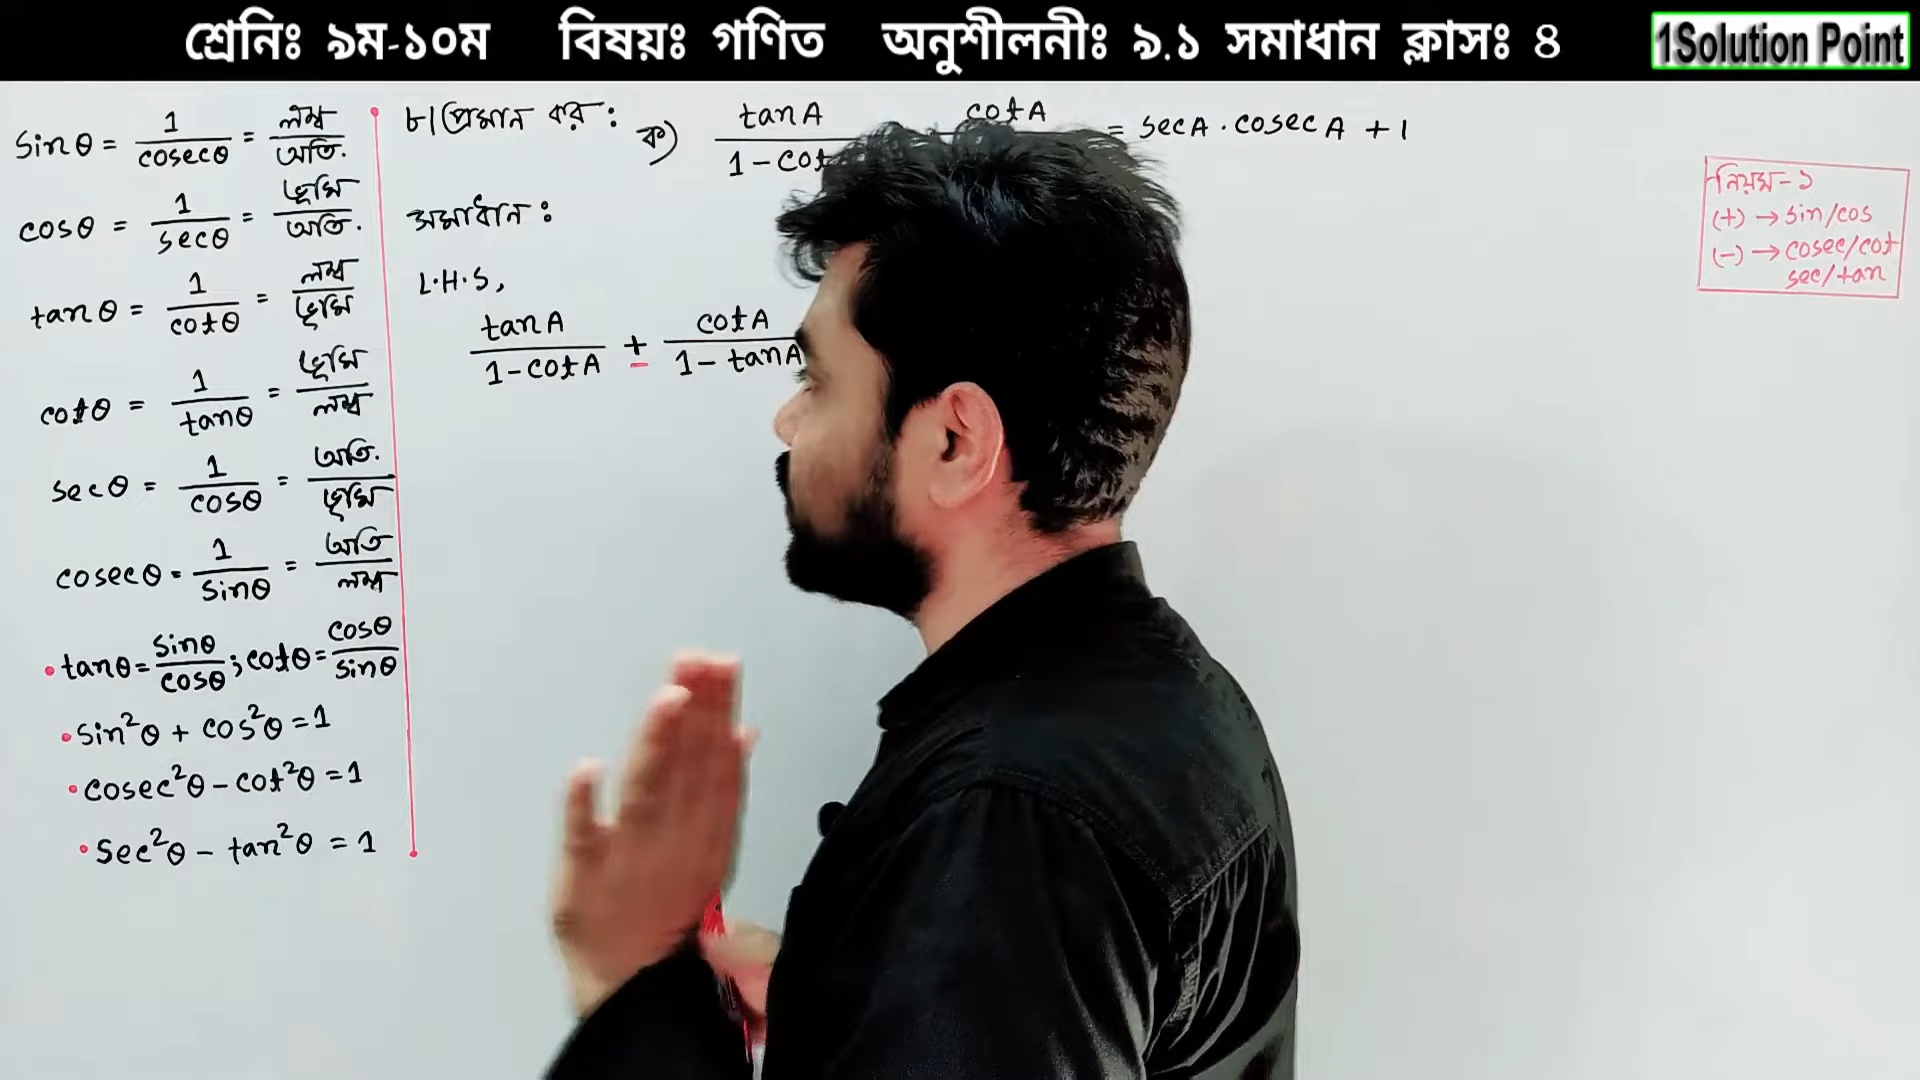 শ্রেনিঃ ৯ম-১০ম বিষয়ঃ গণিত অনুশীলনীঃ ৯.১ সমাধান ক্লাসঃ 8
1Solution Point
sinθ = 1/cosecθ = লম্ব/অতি.
cosθ = 1/secθ = ভূমি/অতি.
tanθ = 1/cotθ = লম্ব/ভূমি
cotθ = 1/tanθ = ভূমি/লম্ব
secθ = 1/cosθ = অতি./ভূমি
cosecθ = 1/sinθ = অতি/লম্ব
• tanθ = sinθ/cosθ ; cotθ = cosθ/sinθ
• sin²θ + cos²θ = 1
• cosec²θ - cot²θ = 1
• sec²θ - tan²θ = 1
৮। প্রমান কর : ক) tanA / 1 - cot cotA = secA . cosecA + 1
সমাধান :
L.H.S,
tanA / 1 - cotA + cotA / 1 - tanA
নিয়ম - ১
(+) → sin/cos
(-) → cosec/cot
sec/tan